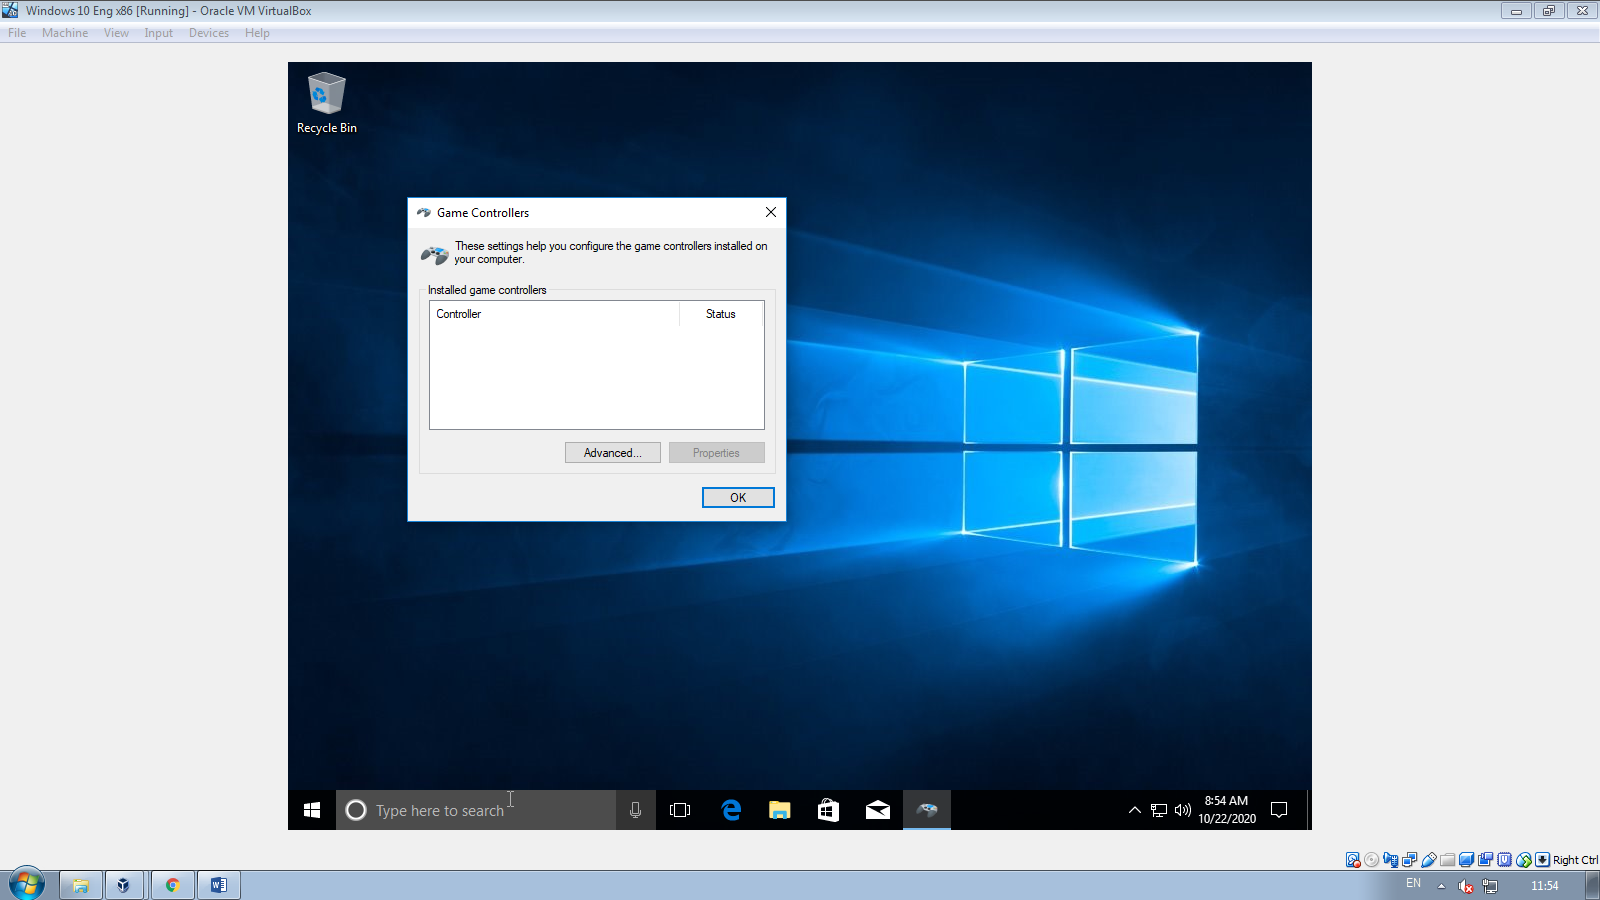 Windows 10 Eng x86 [Running] - Oracle VM VirtualBox
File Machine View Input Devices Help
Recycle Bin
Game Controllers
These settings help you configure the game controllers installed on
your computer.
Installed game controllers
Controller Status
Advanced... Properties
OK
Type here to search
8:54 AM
10/22/2020
Right Ctrl
EN 11:54